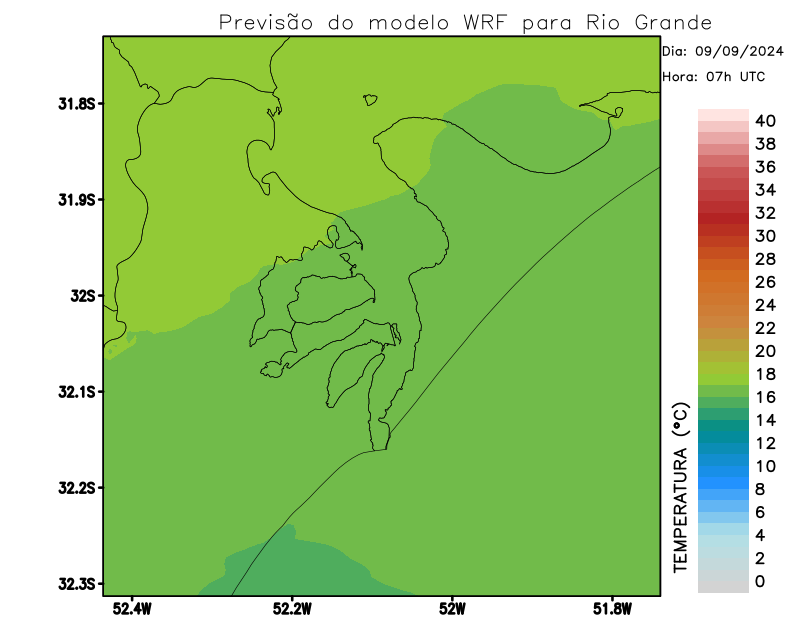 Previsão do modelo WRF para Rio Grande
Dia: 09/09/2024
Hora: 07h UTC
31.8S
31.9S
32S
32.1S
32.2S
32.3S
52.4W
52.2W
52W
51.8W
TEMPERATURA (°C)
40
38
36
34
32
30
28
26
24
22
20
18
16
14
12
10
8
6
4
2
0